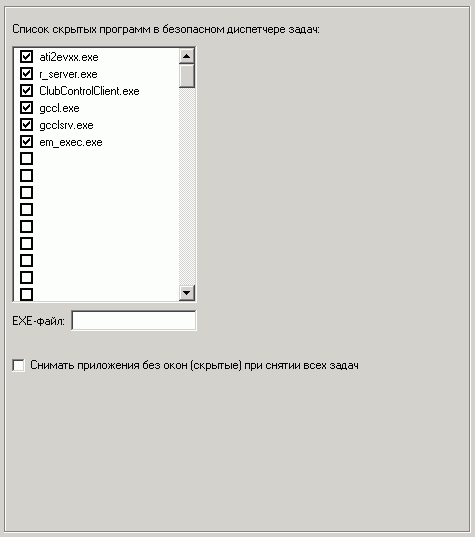 Список скрытых программ в безопасном диспетчере задач:
ati2evxx.exe
r_server.exe
ClubControlClient.exe
gccl.exe
gcclsrv.exe
em_exec.exe
EXE-файл:
Снимать приложения без окон (скрытые) при снятии всех задач